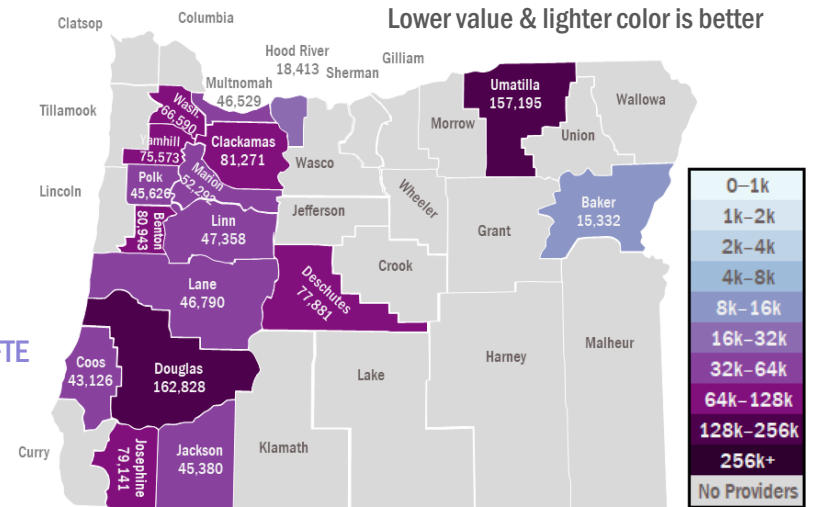 Lower value & lighter color is better
Clatsop
Columbia
Hood River
18,413
Sherman
Gilliam
Multnomah
46,529
Umatilla
157,195
Wallowa
Tillamook
Wash.
66,590
Morrow
Union
Yamhill
75,573
Clackamas
81,271
Wasco
Polk
45,626
Marion
52,292
Lincoln
Benton
80,943
Linn
47,358
Jefferson
Wheeler
Grant
Baker
15,332
Crook
Deschutes
77,881
Lane
46,790
TE
Coos
43,126
Douglas
162,828
Lake
Harney
Malheur
Curry
Josephine
79,141
Jackson
45,380
Klamath
0–1k
1k–2k
2k–4k
4k–8k
8k–16k
16k–32k
32k–64k
64k–128k
128k–256k
256k+
No Providers